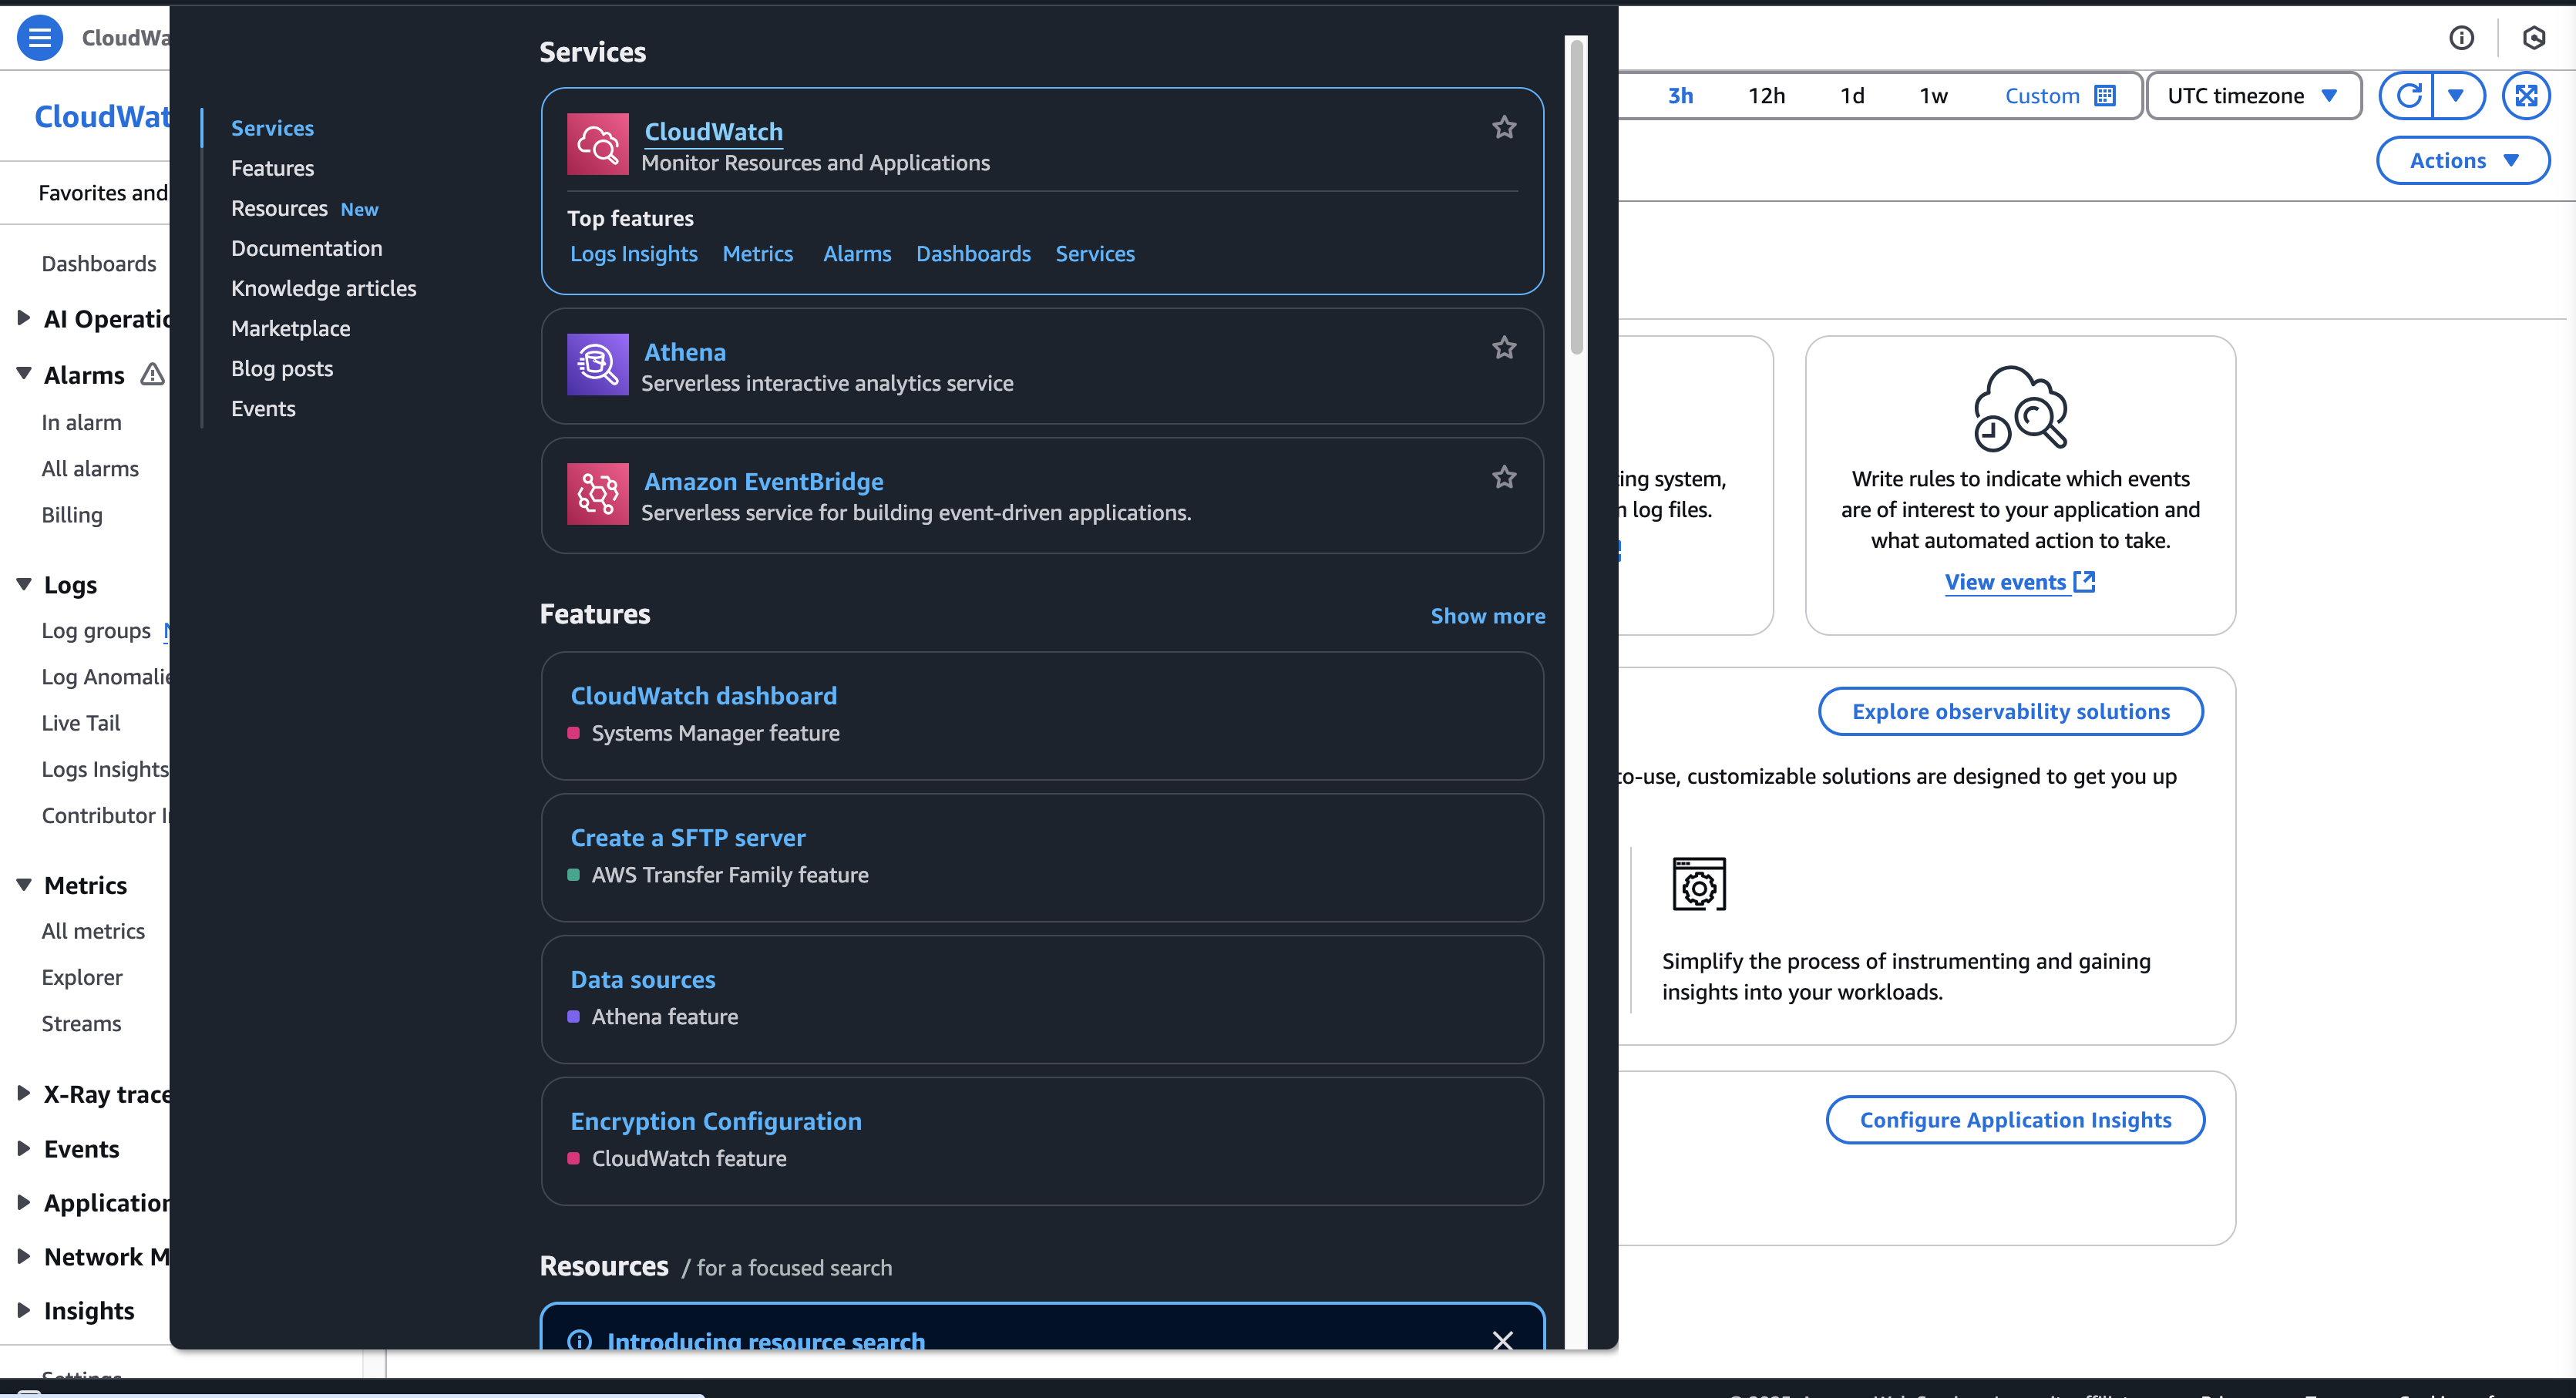 CloudWa
CloudWat
Favorites and
Dashboards
AI Operatio
Alarms
In alarm
All alarms
Billing
Logs
Log groups
Log Anomalie
Live Tail
Logs Insights
Contributor I
Metrics
All metrics
Explorer
Streams
X-Ray trace
Events
Application
Network M
Insights
Settings
Services
Features
Resources New
Documentation
Knowledge articles
Marketplace
Blog posts
Events
Services
CloudWatch
Monitor Resources and Applications
Top features
Logs Insights Metrics Alarms Dashboards Services
Athena
Serverless interactive analytics service
Amazon EventBridge
Serverless service for building event-driven applications.
Features Show more
CloudWatch dashboard
Systems Manager feature
Create a SFTP server
AWS Transfer Family feature
Data sources
Athena feature
Encryption Configuration
CloudWatch feature
Resources / for a focused search
Introducing resource search
3h 12h 1d 1w Custom UTC timezone
Actions
ing system,
log files.
Write rules to indicate which events
are of interest to your application and
what automated action to take.
View events
Explore observability solutions
to-use, customizable solutions are designed to get you up
Simplify the process of instrumenting and gaining
insights into your workloads.
Configure Application Insights